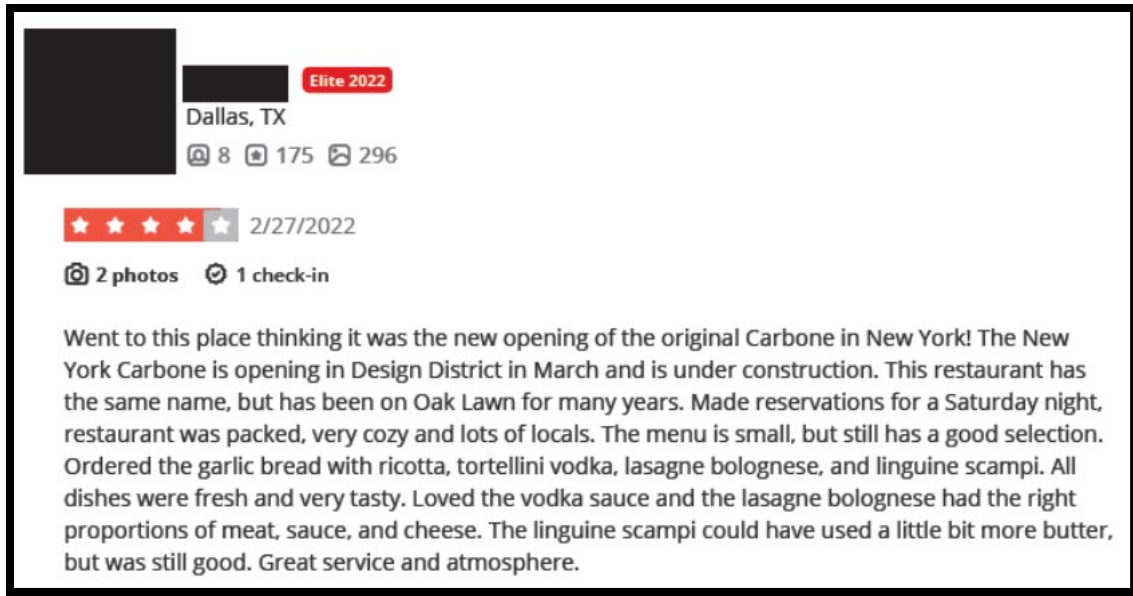 Elite 2022
Dallas, TX
8 175 296
2/27/2022
2 photos 1 check-in
Went to this place thinking it was the new opening of the original Carbone in New York! The New
York Carbone is opening in Design District in March and is under construction. This restaurant has
the same name, but has been on Oak Lawn for many years. Made reservations for a Saturday night,
restaurant was packed, very cozy and lots of locals. The menu is small, but still has a good selection.
Ordered the garlic bread with ricotta, tortellini vodka, lasagne bolognese, and linguine scampi. All
dishes were fresh and very tasty. Loved the vodka sauce and the lasagne bolognese had the right
proportions of meat, sauce, and cheese. The linguine scampi could have used a little bit more butter,
but was still good. Great service and atmosphere.